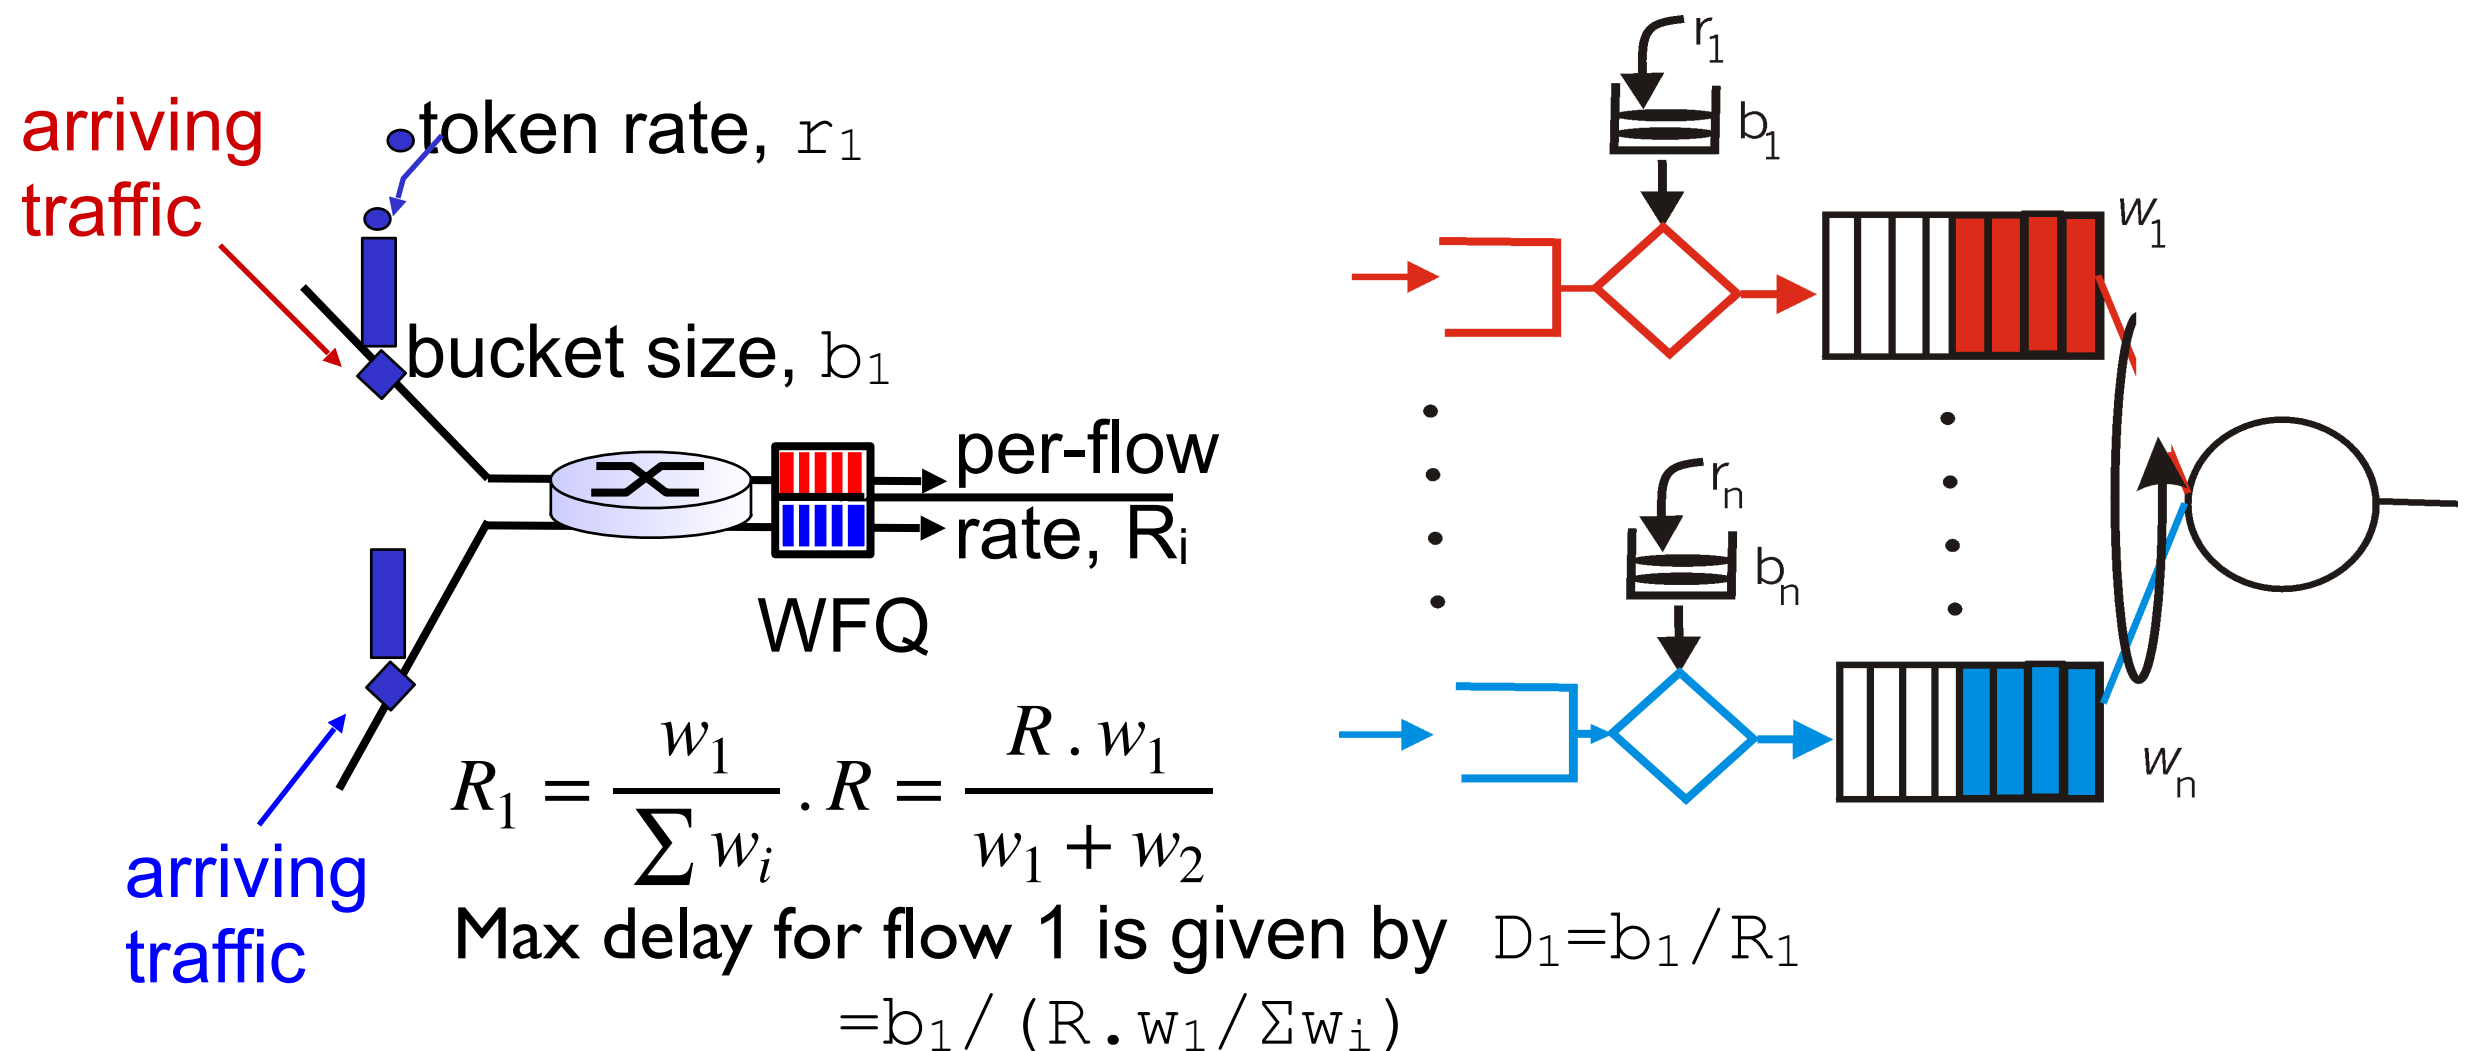 arriving
traffic
token rate, r₁
bucket size, b₁
per-flow
rate, Rᵢ
WFQ
arriving
traffic
R₁ = w₁ / ∑ wᵢ . R = R . w₁ / w₁ + w₂
Max delay for flow 1 is given by D₁=b₁/R₁
=b₁/(R.w₁/Σwᵢ)
r₁
b₁
w₁
rₙ
bₙ
wₙ